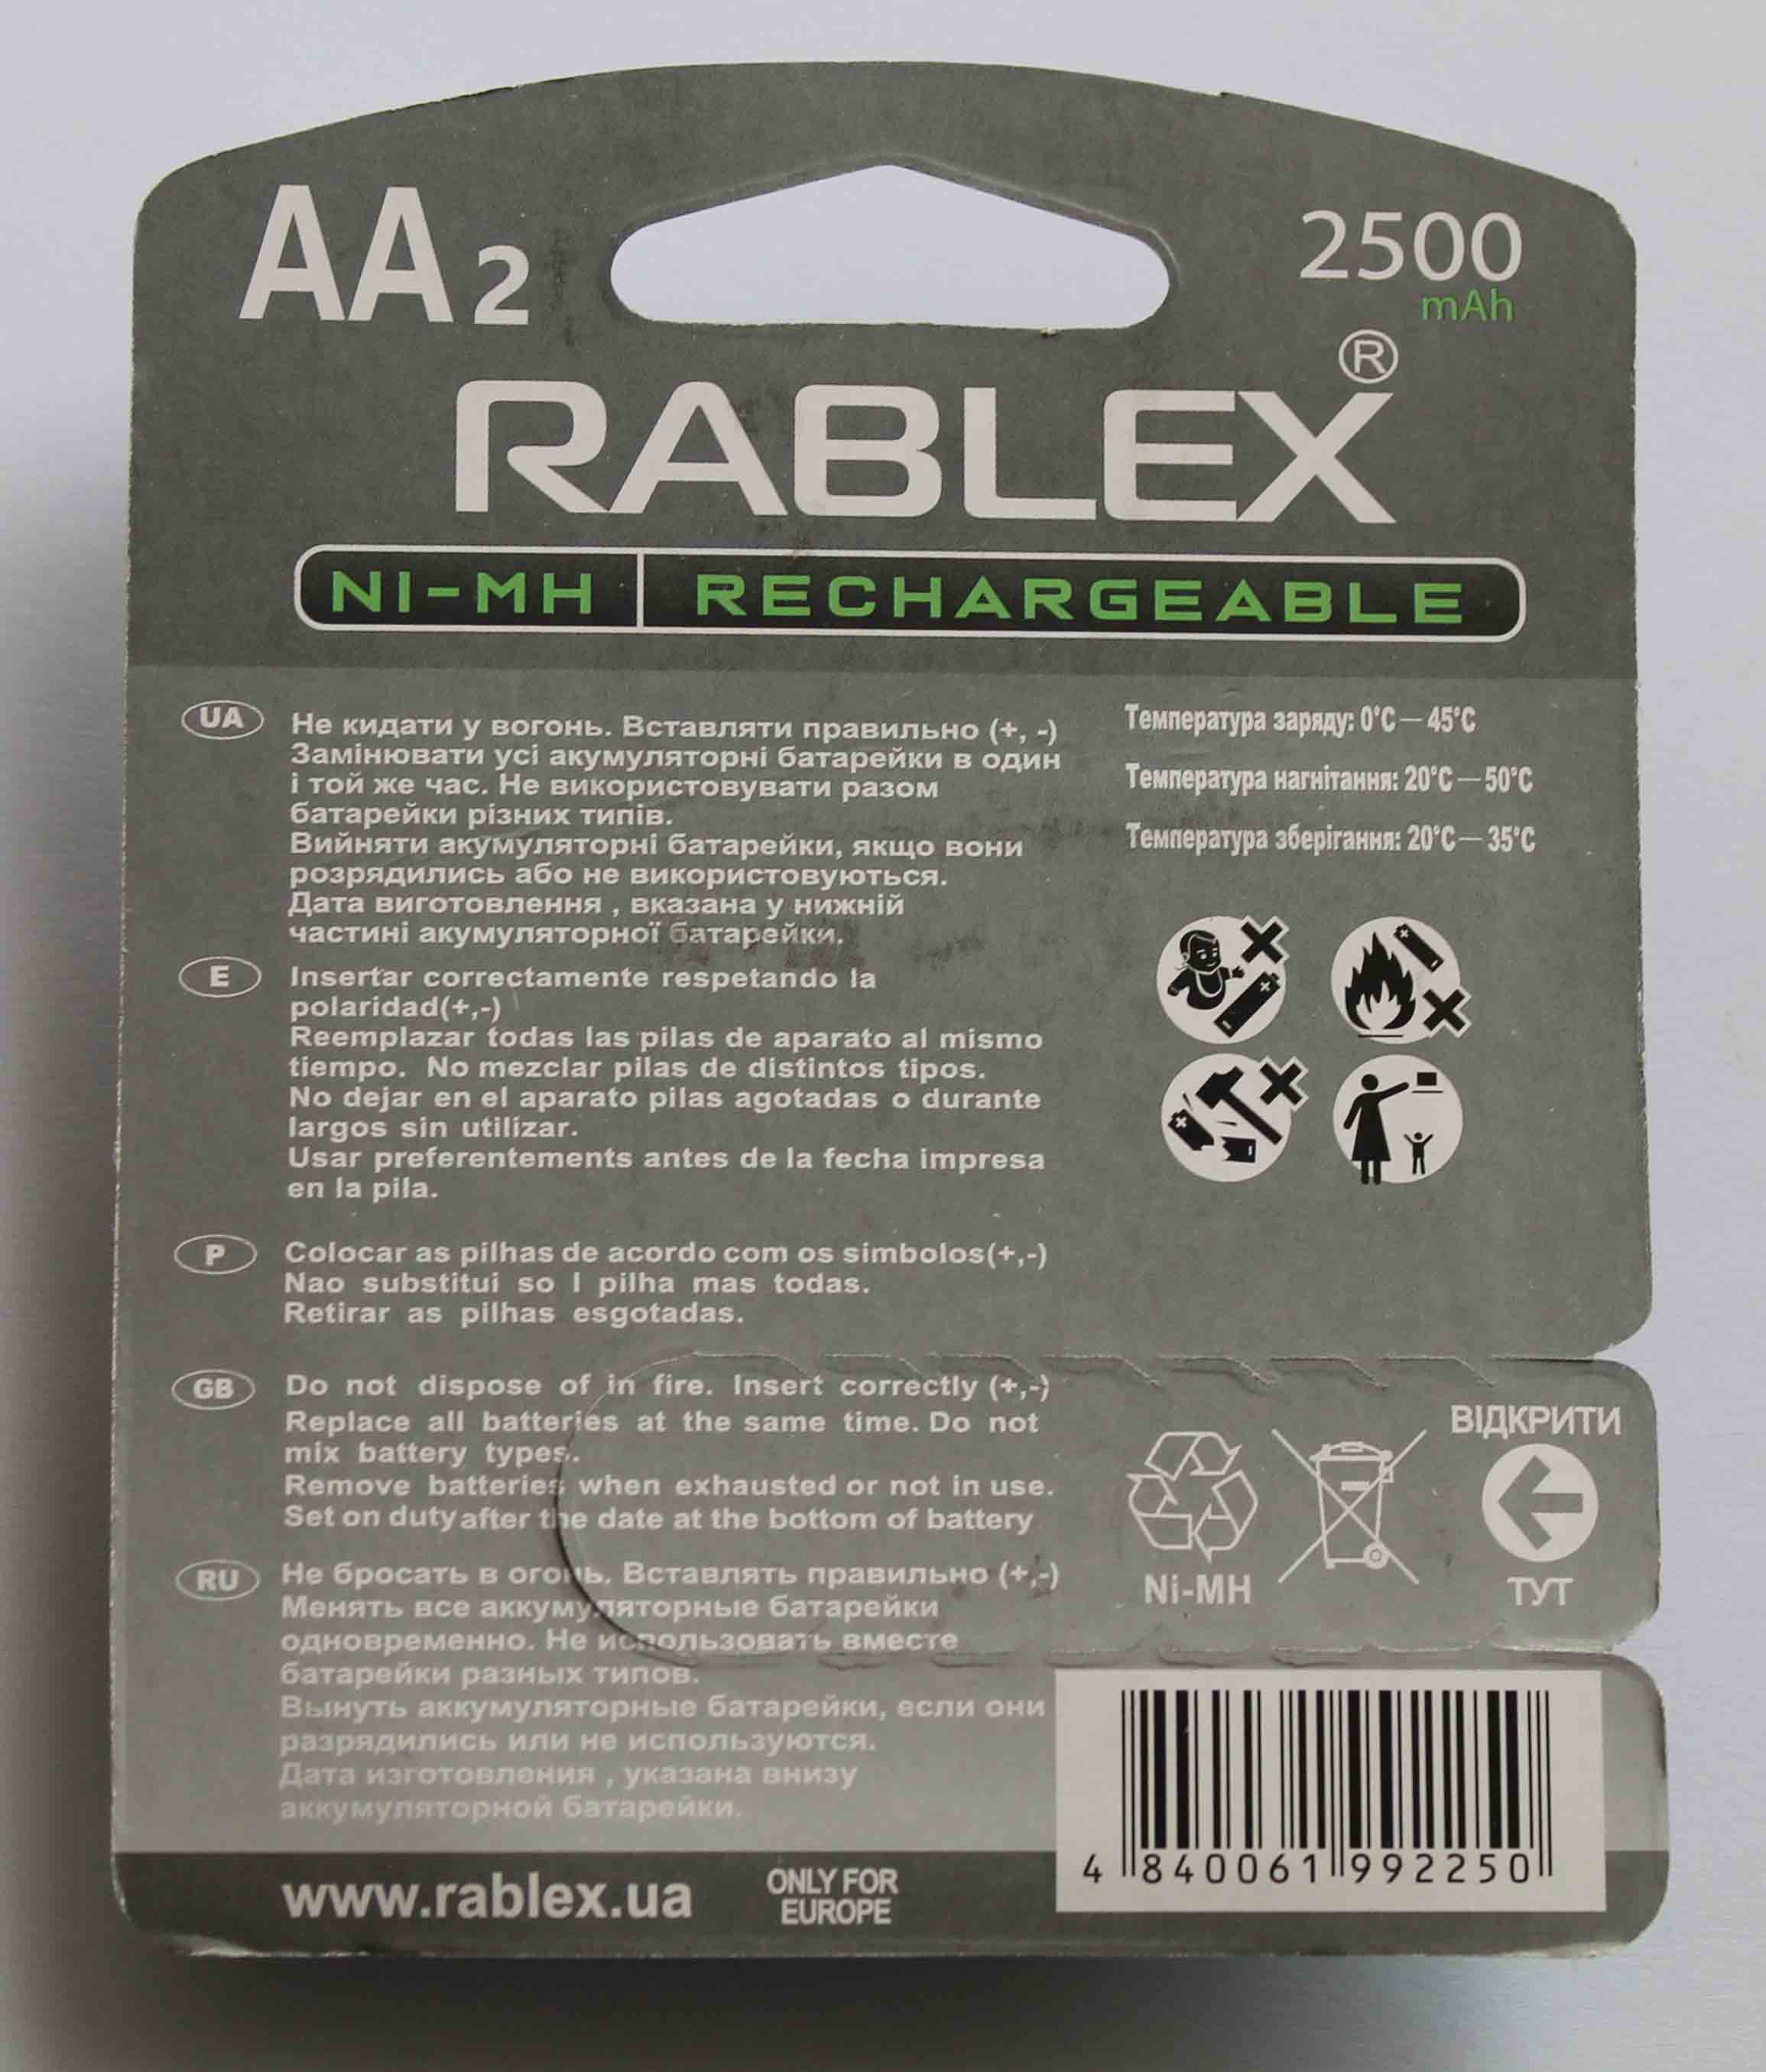 AA 2
2500
mAh
RABLEX®
NI-MH RECHARGEABLE
UA
Не кидати у вогонь. Вставляти правильно (+, -)
Замінювати усі акумуляторні батарейки в один
і той же час. Не використовувати разом
батарейки різних типів.
Вийняти акумуляторні батарейки, якщо вони
розрядились або не використовуються.
Дата виготовлення , вказана у нижній
частині акумуляторної батарейки.
Температура заряду: 0°C — 45°C
Температура нагнітання: 20°C — 50°C
Температура зберігання: 20°C — 35°C
E
Insertar correctamente respetando la
polaridad(+,-)
Reemplazar todas las pilas de aparato al mismo
tiempo. No mezclar pilas de distintos tipos.
No dejar en el aparato pilas agotadas o durante
largos sin utilizar.
Usar preferentements antes de la fecha impresa
en la pila.
P
Colocar as pilhas de acordo com os simbolos(+,-)
Nao substitui so I pilha mas todas.
Retirar as pilhas esgotadas.
GB
Do not dispose of in fire. Insert correctly (+,-)
Replace all batteries at the same time. Do not
mix battery types.
Remove batteries when exhausted or not in use.
Set on duty after the date at the bottom of battery
RU
Не бросать в огонь. Вставлять правильно (+,-)
Менять все аккумуляторные батарейки
одновременно. Не использовать вместе
батарейки разных типов.
Вынуть аккумуляторные батарейки, если они
разрядились или не используются.
Дата изготовления , указана внизу
аккумуляторной батарейки.
Ni-MH
ВІДКРИТИ
ТУТ
www.rablex.ua
ONLY FOR
EUROPE
4 840061 992250